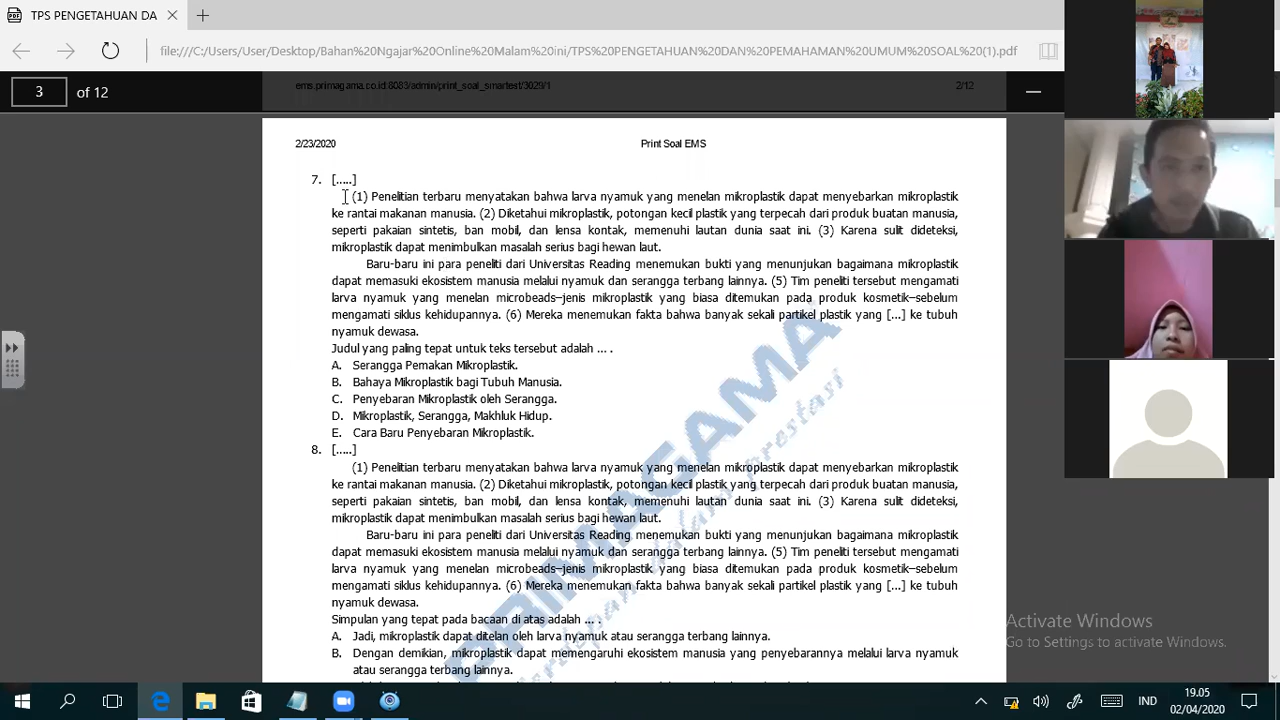 TPS PENGETAHUAN DA
file:///C:/Users/User/Desktop/Bahan%20Ngajar%20Online%20Malam%20ini/TPS%20PENGETAHUAN%20DAN%20PEMAHAMAN%20UMUM%20SOAL%20(1).pdf
3 of 12
ems.primagama.co.id:8083/admin/print_soal_smartest/3029/1 2/12
2/23/2020 Print Soal EMS
7. [.....]
(1) Penelitian terbaru menyatakan bahwa larva nyamuk yang menelan mikroplastik dapat menyebarkan mikroplastik
ke rantai makanan manusia. (2) Diketahui mikroplastik, potongan kecil plastik yang terpecah dari produk buatan manusia,
seperti pakaian sintetis, ban mobil, dan lensa kontak, memenuhi lautan dunia saat ini. (3) Karena sulit dideteksi,
mikroplastik dapat menimbulkan masalah serius bagi hewan laut.
Baru-baru ini para peneliti dari Universitas Reading menemukan bukti yang menunjukan bagaimana mikroplastik
dapat memasuki ekosistem manusia melalui nyamuk dan serangga terbang lainnya. (5) Tim peneliti tersebut mengamati
larva nyamuk yang menelan microbeads–jenis mikroplastik yang biasa ditemukan pada produk kosmetik–sebelum
mengamati siklus kehidupannya. (6) Mereka menemukan fakta bahwa banyak sekali partikel plastik yang [...] ke tubuh
nyamuk dewasa.
Judul yang paling tepat untuk teks tersebut adalah ... .
A. Serangga Pemakan Mikroplastik.
B. Bahaya Mikroplastik bagi Tubuh Manusia.
C. Penyebaran Mikroplastik oleh Serangga.
D. Mikroplastik, Serangga, Makhluk Hidup.
E. Cara Baru Penyebaran Mikroplastik.
8. [.....]
(1) Penelitian terbaru menyatakan bahwa larva nyamuk yang menelan mikroplastik dapat menyebarkan mikroplastik
ke rantai makanan manusia. (2) Diketahui mikroplastik, potongan kecil plastik yang terpecah dari produk buatan manusia,
seperti pakaian sintetis, ban mobil, dan lensa kontak, memenuhi lautan dunia saat ini. (3) Karena sulit dideteksi,
mikroplastik dapat menimbulkan masalah serius bagi hewan laut.
Baru-baru ini para peneliti dari Universitas Reading menemukan bukti yang menunjukan bagaimana mikroplastik
dapat memasuki ekosistem manusia melalui nyamuk dan serangga terbang lainnya. (5) Tim peneliti tersebut mengamati
larva nyamuk yang menelan microbeads–jenis mikroplastik yang biasa ditemukan pada produk kosmetik–sebelum
mengamati siklus kehidupannya. (6) Mereka menemukan fakta bahwa banyak sekali partikel plastik yang [...] ke tubuh
nyamuk dewasa.
Simpulan yang tepat pada bacaan di atas adalah ... .
A. Jadi, mikroplastik dapat ditelan oleh larva nyamuk atau serangga terbang lainnya.
B. Dengan demikian, mikroplastik dapat memengaruhi ekosistem manusia yang penyebarannya melalui larva nyamuk
atau serangga terbang lainnya.
PRIMAGAMA
terdepan dalam prestasi
Activate Windows
Go to Settings to activate Windows.
IND
19.05
02/04/2020